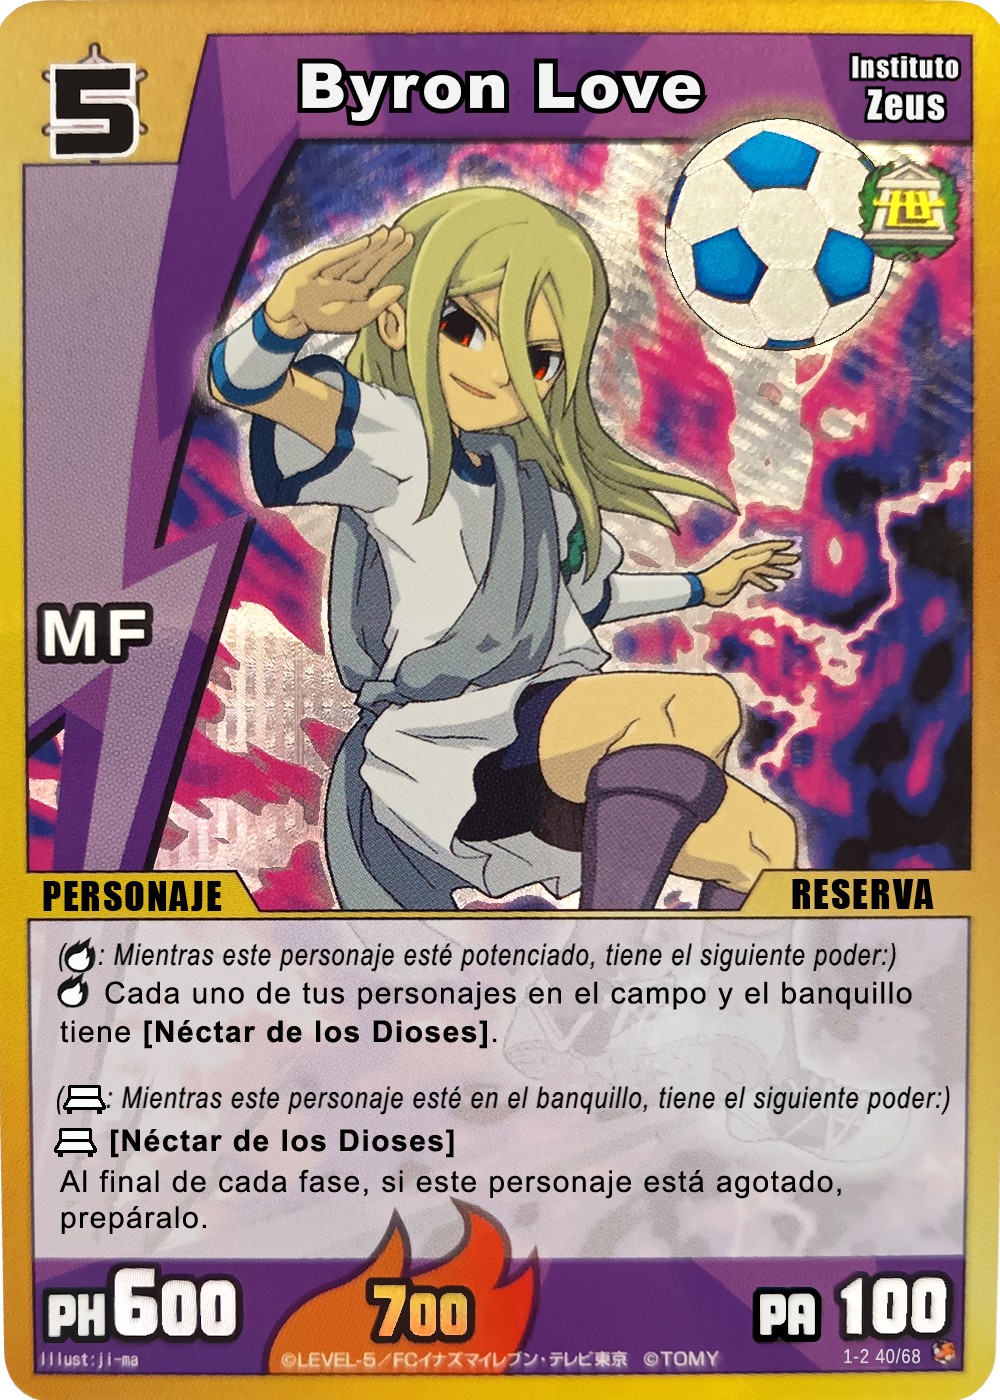 5
Byron Love
Instituto
Zeus
世
MF
PERSONAJE
RESERVA
( : Mientras este personaje esté potenciado, tiene el siguiente poder:)
Cada uno de tus personajes en el campo y el banquillo
tiene [Néctar de los Dioses].
( : Mientras este personaje esté en el banquillo, tiene el siguiente poder:)
[Néctar de los Dioses]
Al final de cada fase, si este personaje está agotado,
prepáralo.
PH 600
700
PA 100
Illust:ji-ma
©LEVEL-5／FCイナズマイレブン・テレビ東京 ©TOMY
1-2 40/68